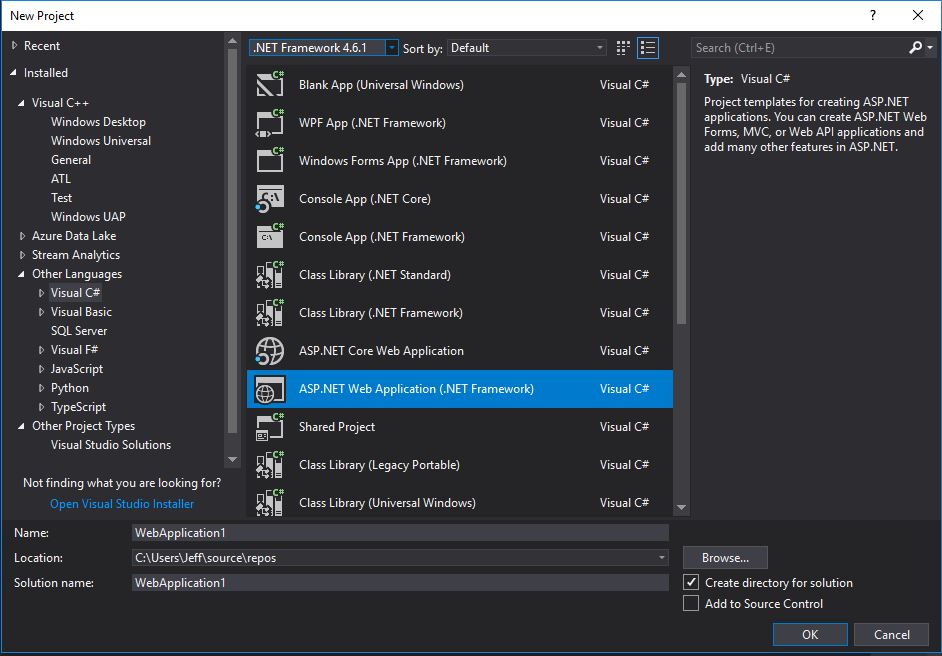 New Project
?
Recent
Installed
Visual C++
Windows Desktop
Windows Universal
General
ATL
Test
Windows UAP
Azure Data Lake
Stream Analytics
Other Languages
Visual C#
Visual Basic
SQL Server
Visual F#
JavaScript
Python
TypeScript
Other Project Types
Visual Studio Solutions
Not finding what you are looking for?
Open Visual Studio Installer
.NET Framework 4.6.1 Sort by: Default
Blank App (Universal Windows) Visual C#
WPF App (.NET Framework) Visual C#
Windows Forms App (.NET Framework) Visual C#
Console App (.NET Core) Visual C#
Console App (.NET Framework) Visual C#
Class Library (.NET Standard) Visual C#
Class Library (.NET Framework) Visual C#
ASP.NET Core Web Application Visual C#
ASP.NET Web Application (.NET Framework) Visual C#
Shared Project Visual C#
Class Library (Legacy Portable) Visual C#
Class Library (Universal Windows) Visual C#
Search (Ctrl+E)
Type: Visual C#
Project templates for creating ASP.NET
applications. You can create ASP.NET Web
Forms, MVC, or Web API applications and
add many other features in ASP.NET.
Name: WebApplication1
Location: C:\Users\Jeff\source\repos
Solution name: WebApplication1
Browse...
Create directory for solution
Add to Source Control
OK Cancel